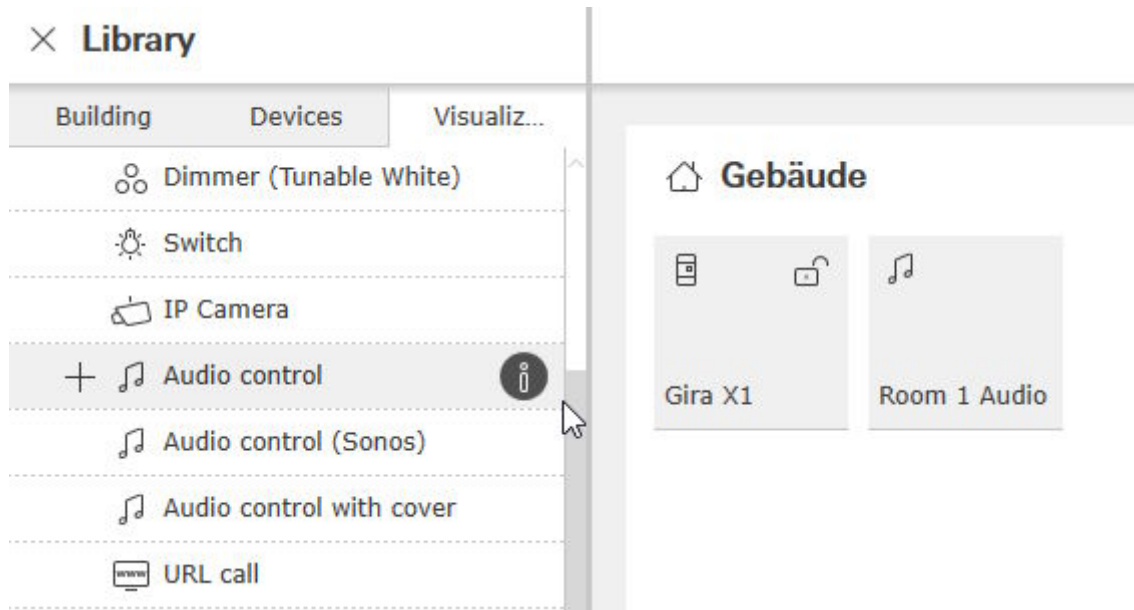 Library
Building
Devices
Visualiz...
Dimmer (Tunable White)
Switch
IP Camera
Audio control
Audio control (Sonos)
Audio control with cover
www
URL call
Gebäude
Gira X1
Room 1 Audio